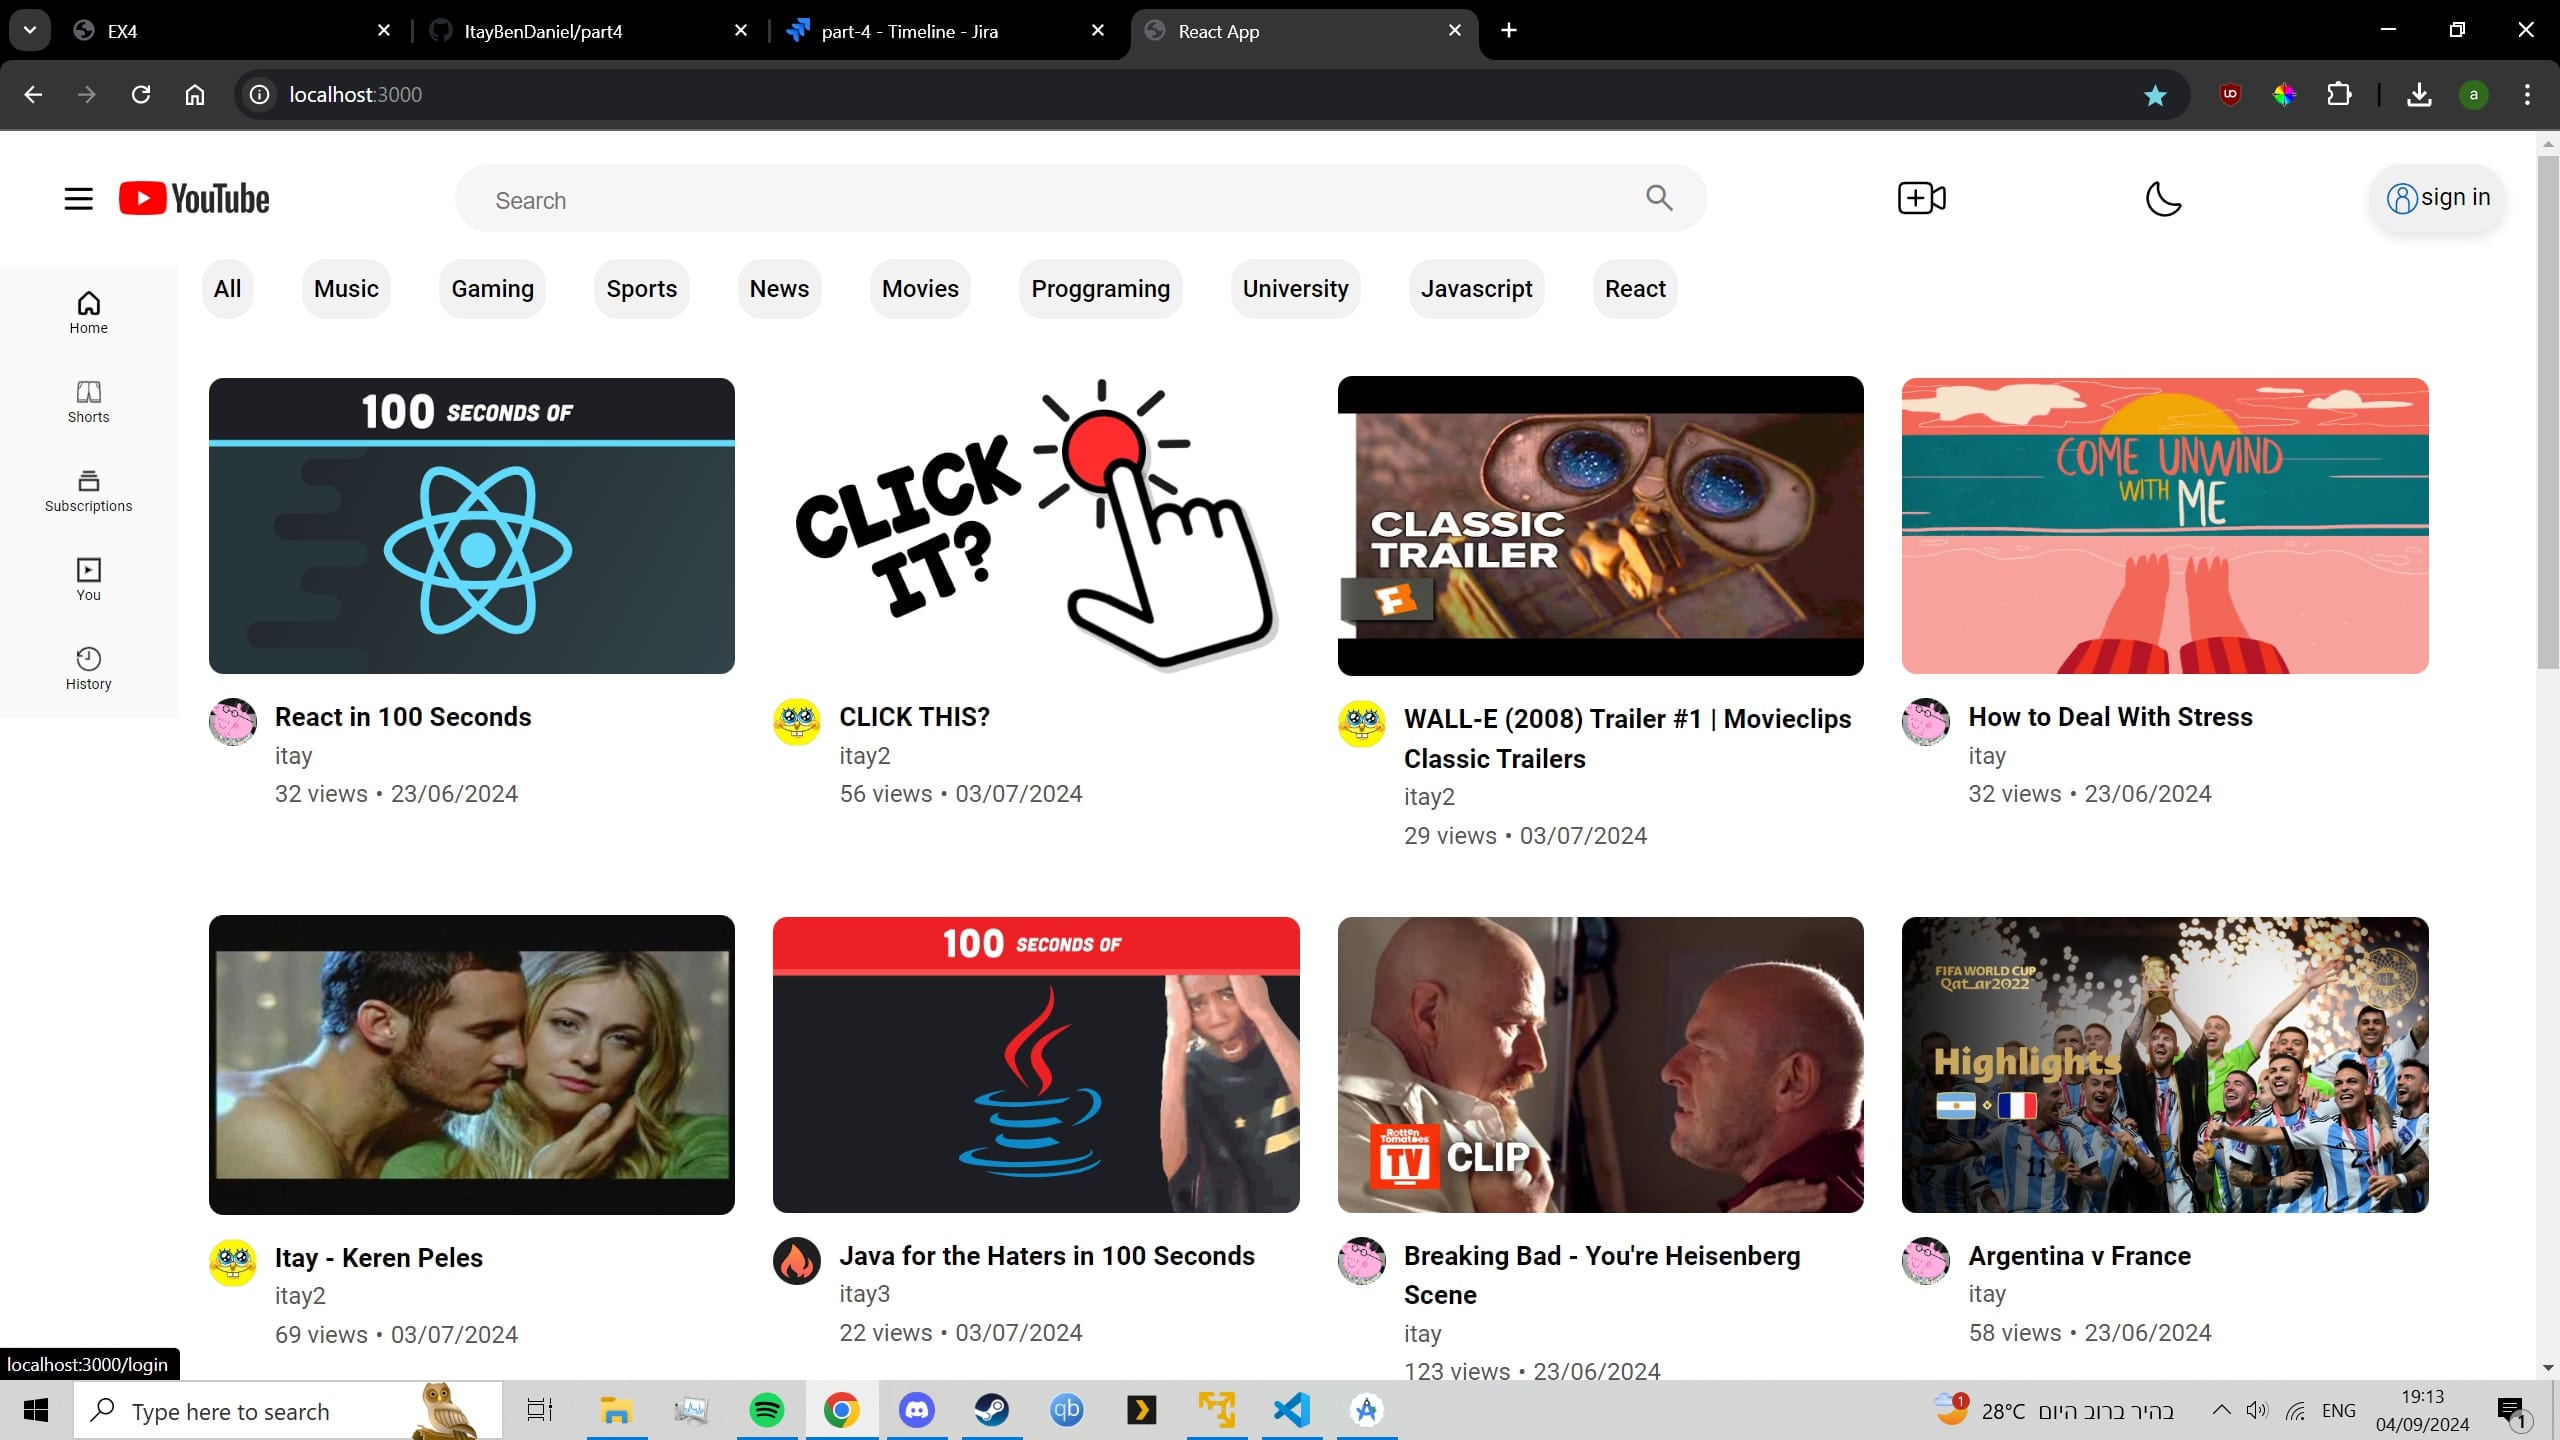 EX4
ItayBenDaniel/part4
part-4 - Timeline - Jira
React App
localhost:3000
YouTube
Search
sign in
All
Music
Gaming
Sports
News
Movies
Proggraming
University
Javascript
React
Home
Shorts
Subscriptions
You
History
100 SECONDS OF
CLICK
IT?
CLASSIC
TRAILER
COME UNWIND
WITH ME
React in 100 Seconds
itay
32 views • 23/06/2024
CLICK THIS?
itay2
56 views • 03/07/2024
WALL-E (2008) Trailer #1 | Movieclips
Classic Trailers
itay2
29 views • 03/07/2024
How to Deal With Stress
itay
32 views • 23/06/2024
100 SECONDS OF
Rotten
Tomatoes
TV CLIP
FIFA WORLD CUP
Qatar2022
Highlights
11
Itay - Keren Peles
itay2
69 views • 03/07/2024
Java for the Haters in 100 Seconds
itay3
22 views • 03/07/2024
Breaking Bad - You're Heisenberg
Scene
itay
123 views • 23/06/2024
Argentina v France
itay
58 views • 23/06/2024
localhost:3000/login
Type here to search
qb
1
28°C בהיר ברוב היום
ENG
19:13
04/09/2024
1